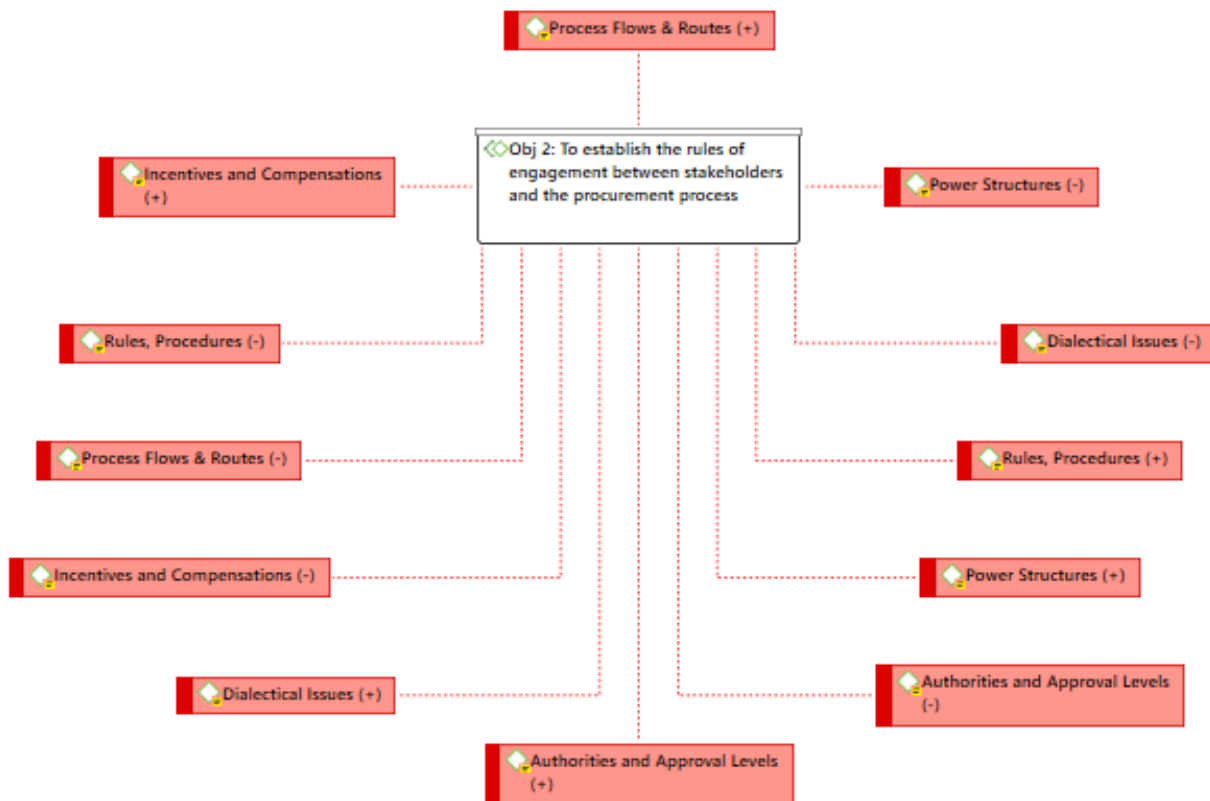 Process Flows & Routes (+)
Obj 2: To establish the rules of
engagement between stakeholders
and the procurement process
Incentives and Compensations
(+)
Power Structures (-)
Rules, Procedures (-)
Dialectical Issues (-)
Process Flows & Routes (-)
Rules, Procedures (+)
Incentives and Compensations (-)
Power Structures (+)
Dialectical Issues (+)
Authorities and Approval Levels
(-)
Authorities and Approval Levels
(+)